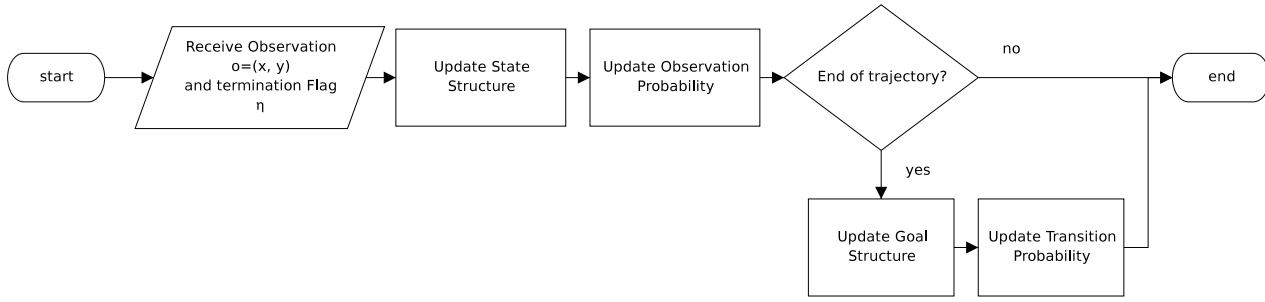 start
Receive Observation
o=(x, y)
and termination Flag
η
Update State
Structure
Update Observation
Probability
End of trajectory?
no
end
yes
Update Goal
Structure
Update Transition
Probability